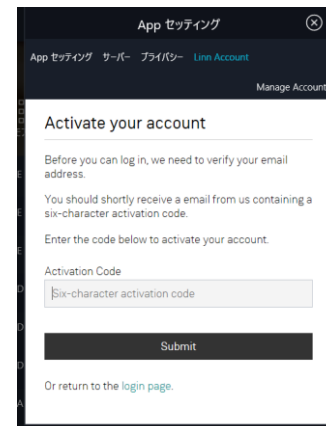 App セッティング
App セッティング サーバー プライバシー Linn Account
Manage Account
Activate your account
Before you can log in, we need to verify your email
address.
You should shortly receive a email from us containing a
six-character activation code.
Enter the code below to activate your account.
Activation Code
Six-character activation code
Submit
Or return to the login page.